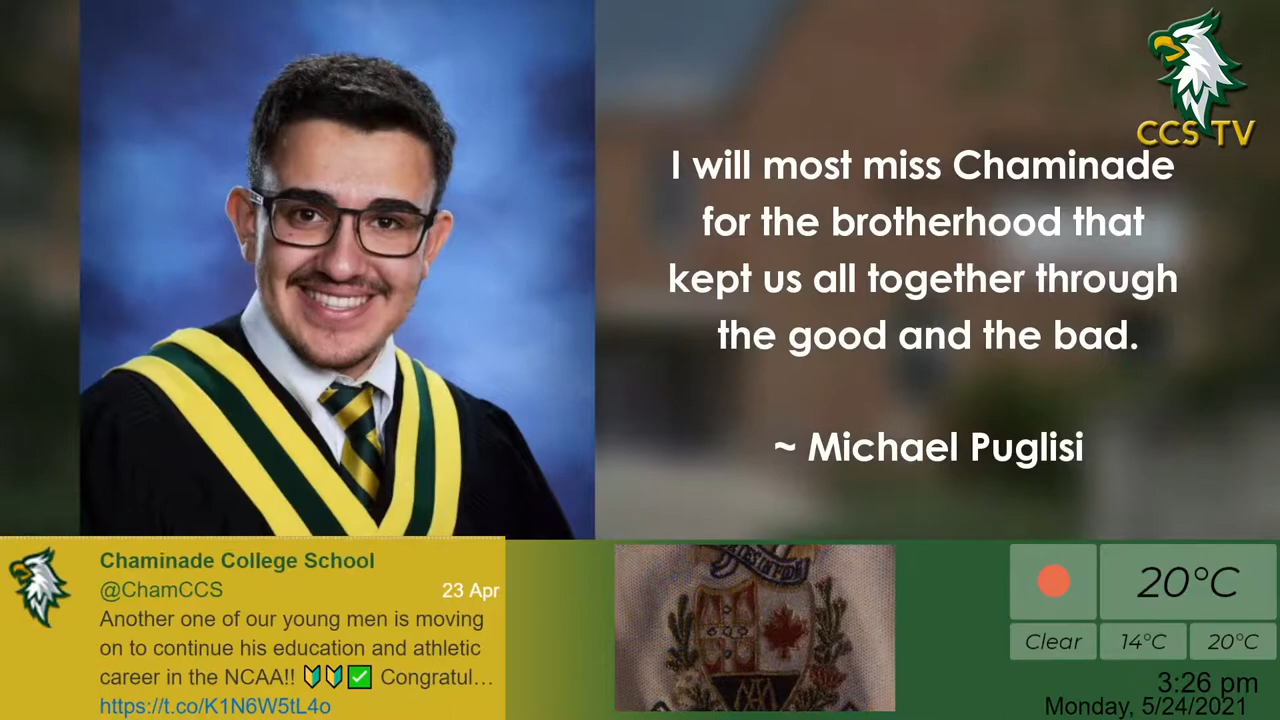 CCS TV
I will most miss Chaminade
for the brotherhood that
kept us all together through
the good and the bad.
~ Michael Puglisi
Chaminade College School
@ChamCCS
23 Apr
Another one of our young men is moving
on to continue his education and athletic
career in the NCAA!! 🔰🔰✅ Congratul...
https://t.co/K1N6W5tL4o
20°C
Clear
14°C
20°C
3:26 pm
Monday, 5/24/2021